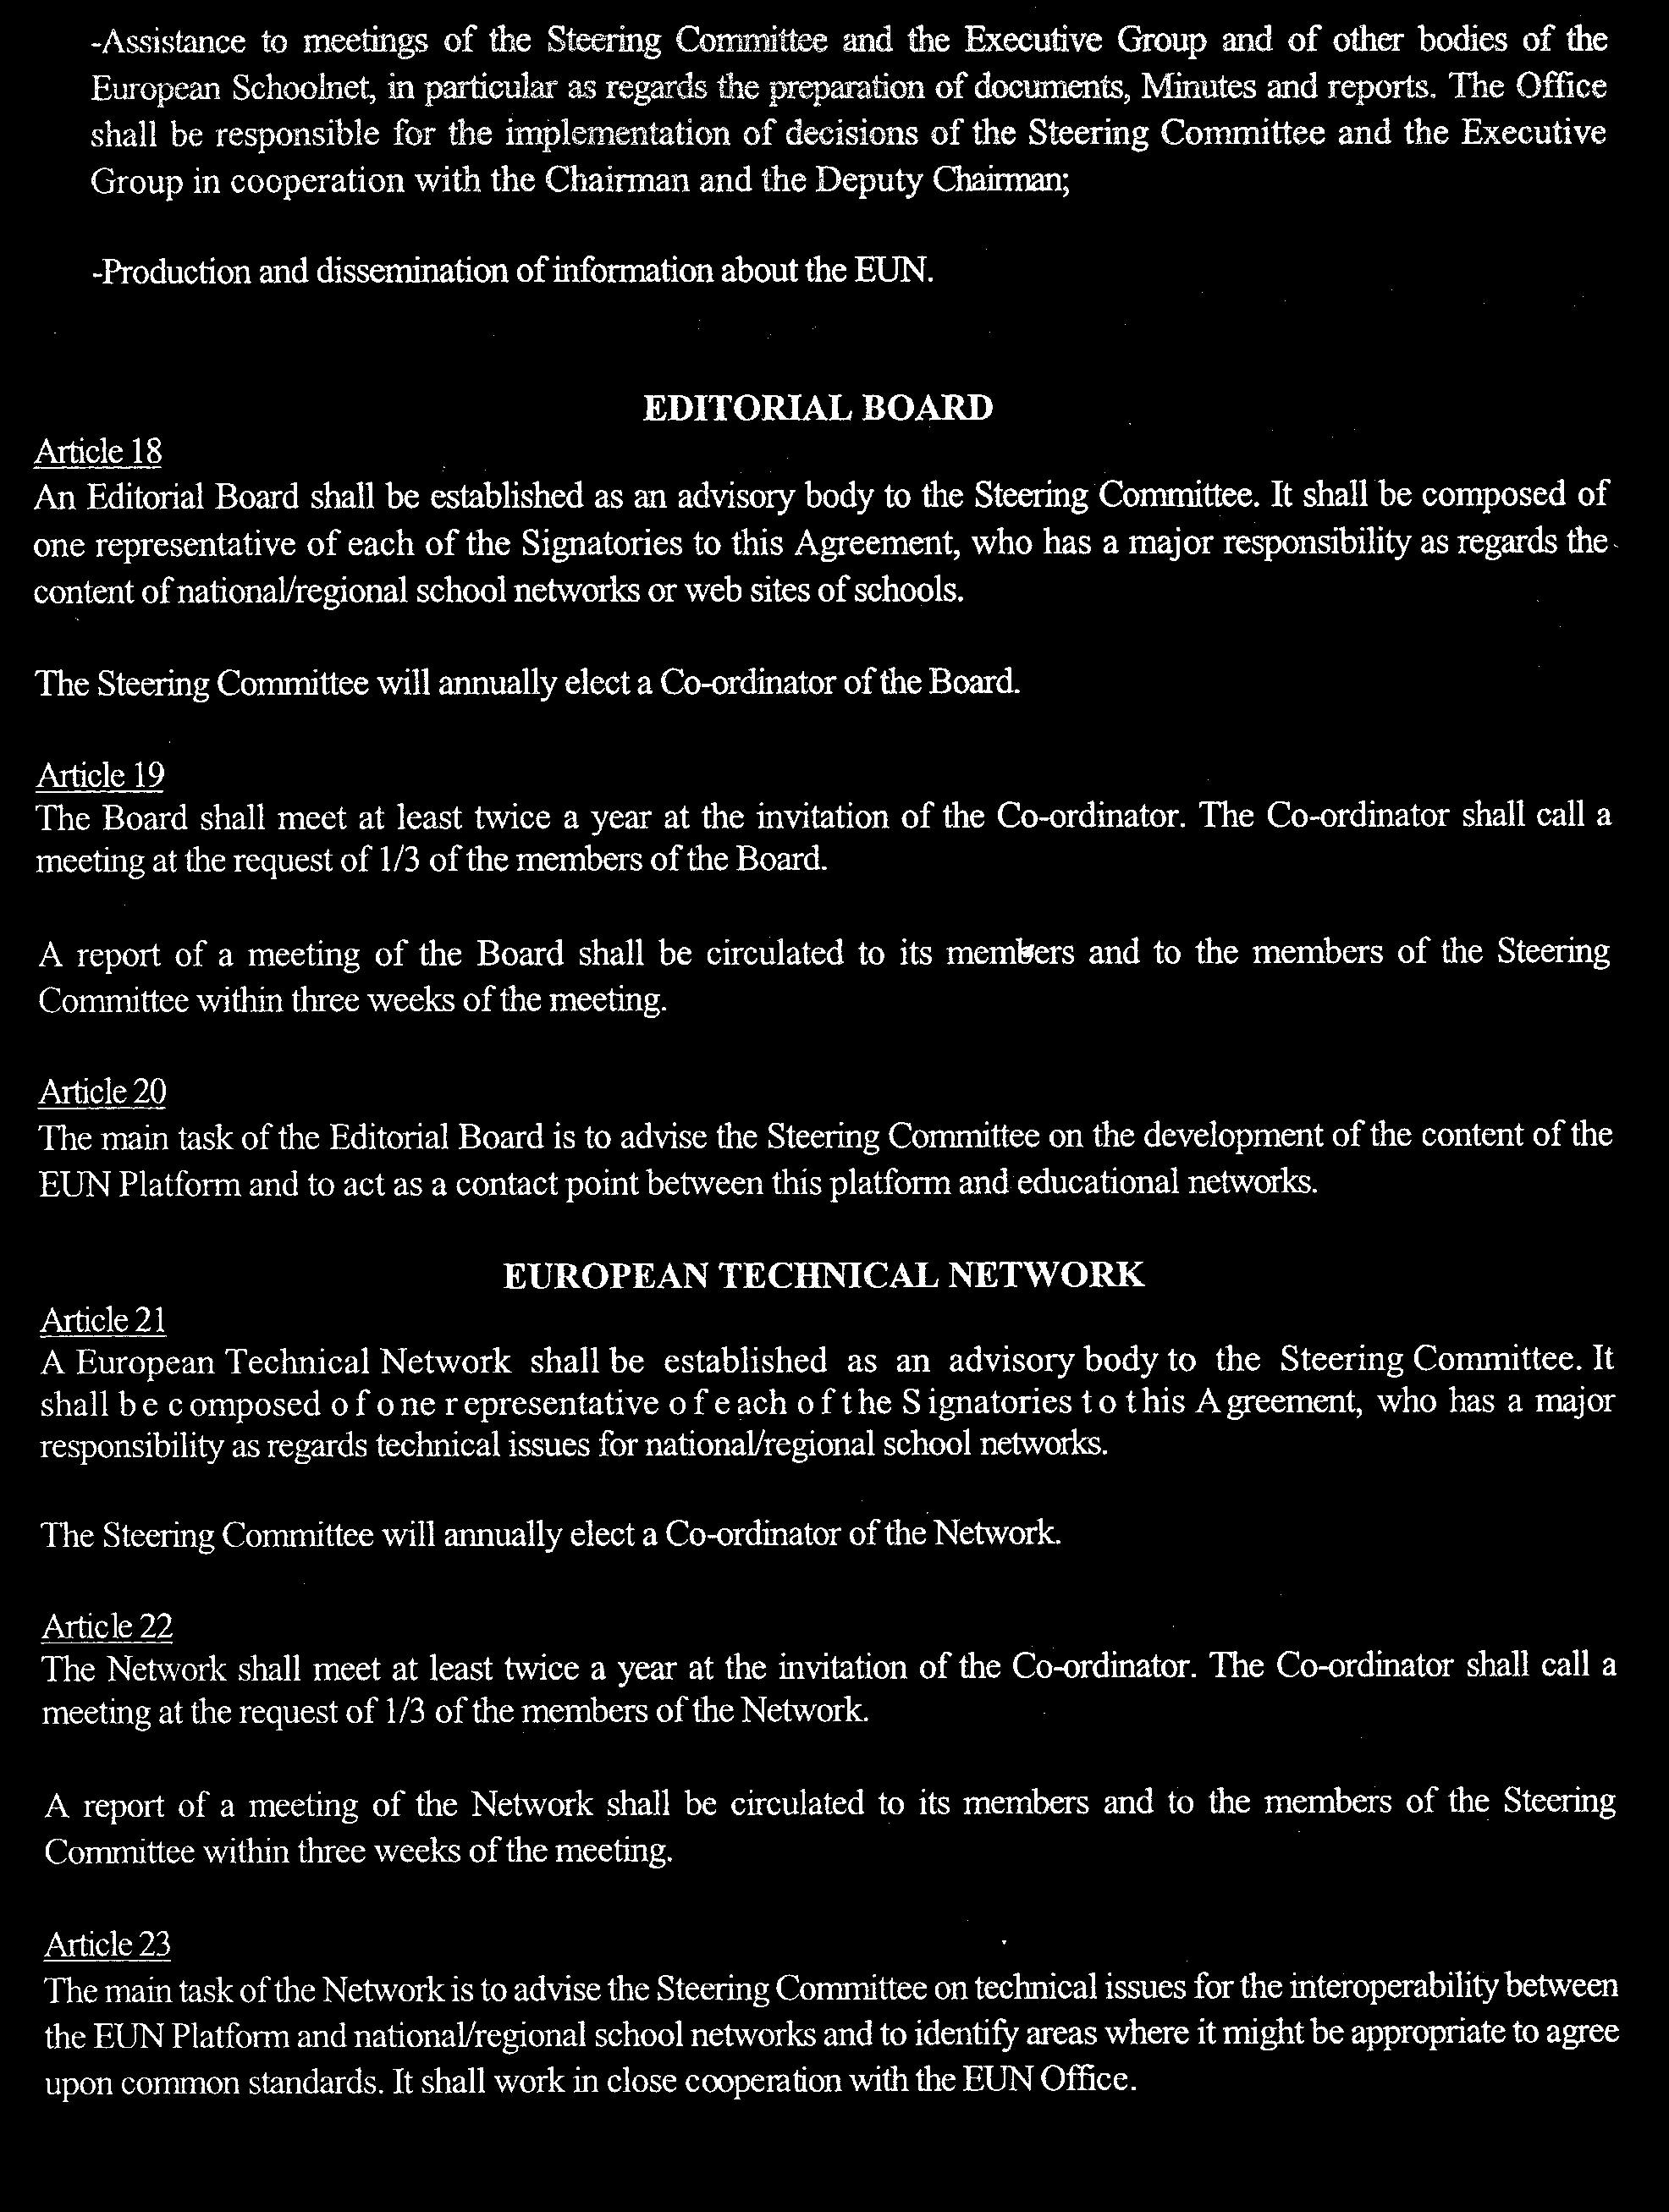 -Assistance to meetings of the Steering Committee and the Executive Group and of other bodies of the
European Schoolnet, in particular as regards the preparation of documents, Minutes and reports. The Office
shall be responsible for the implementation of decisions of the Steering Committee and the Executive
Group in cooperation with the Chairman and the Deputy Chairman;
-Production and dissemination of information about the EUN.
EDITORIAL BOARD
Article 18
An Editorial Board shall be established as an advisory body to the Steering Committee. It shall be composed of
one representative of each of the Signatories to this Agreement, who has a major responsibility as regards the
content of national/regional school networks or web sites of schools.
The Steering Committee will annually elect a Co-ordinator of the Board.
Article 19
The Board shall meet at least twice a year at the invitation of the Co-ordinator. The Co-ordinator shall call a
meeting at the request of 1/3 of the members of the Board.
A report of a meeting of the Board shall be circulated to its members and to the members of the Steering
Committee within three weeks of the meeting.
Article 20
The main task of the Editorial Board is to advise the Steering Committee on the development of the content of the
EUN Platform and to act as a contact point between this platform and educational networks.
EUROPEAN TECHNICAL NETWORK
Article 21
A European Technical Network shall be established as an advisory body to the Steering Committee. It
shall be composed of one representative of each of the Signatories to this Agreement, who has a major
responsibility as regards technical issues for national/regional school networks.
The Steering Committee will annually elect a Co-ordinator of the Network.
Article 22
The Network shall meet at least twice a year at the invitation of the Co-ordinator. The Co-ordinator shall call a
meeting at the request of 1/3 of the members of the Network.
A report of a meeting of the Network shall be circulated to its members and to the members of the Steering
Committee within three weeks of the meeting.
Article 23
The main task of the Network is to advise the Steering Committee on technical issues for the interoperability between
the EUN Platform and national/regional school networks and to identify areas where it might be appropriate to agree
upon common standards. It shall work in close cooperation with the EUN Office.